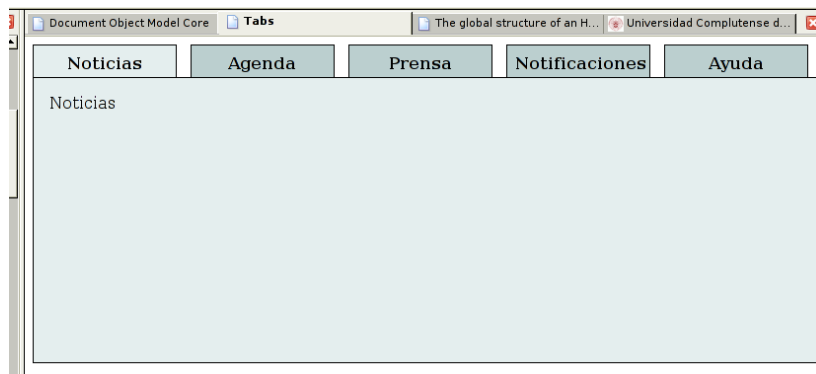 Document Object Model Core
Tabs
The global structure of an H...
Universidad Complutense d...
Noticias
Agenda
Prensa
Notificaciones
Ayuda
Noticias